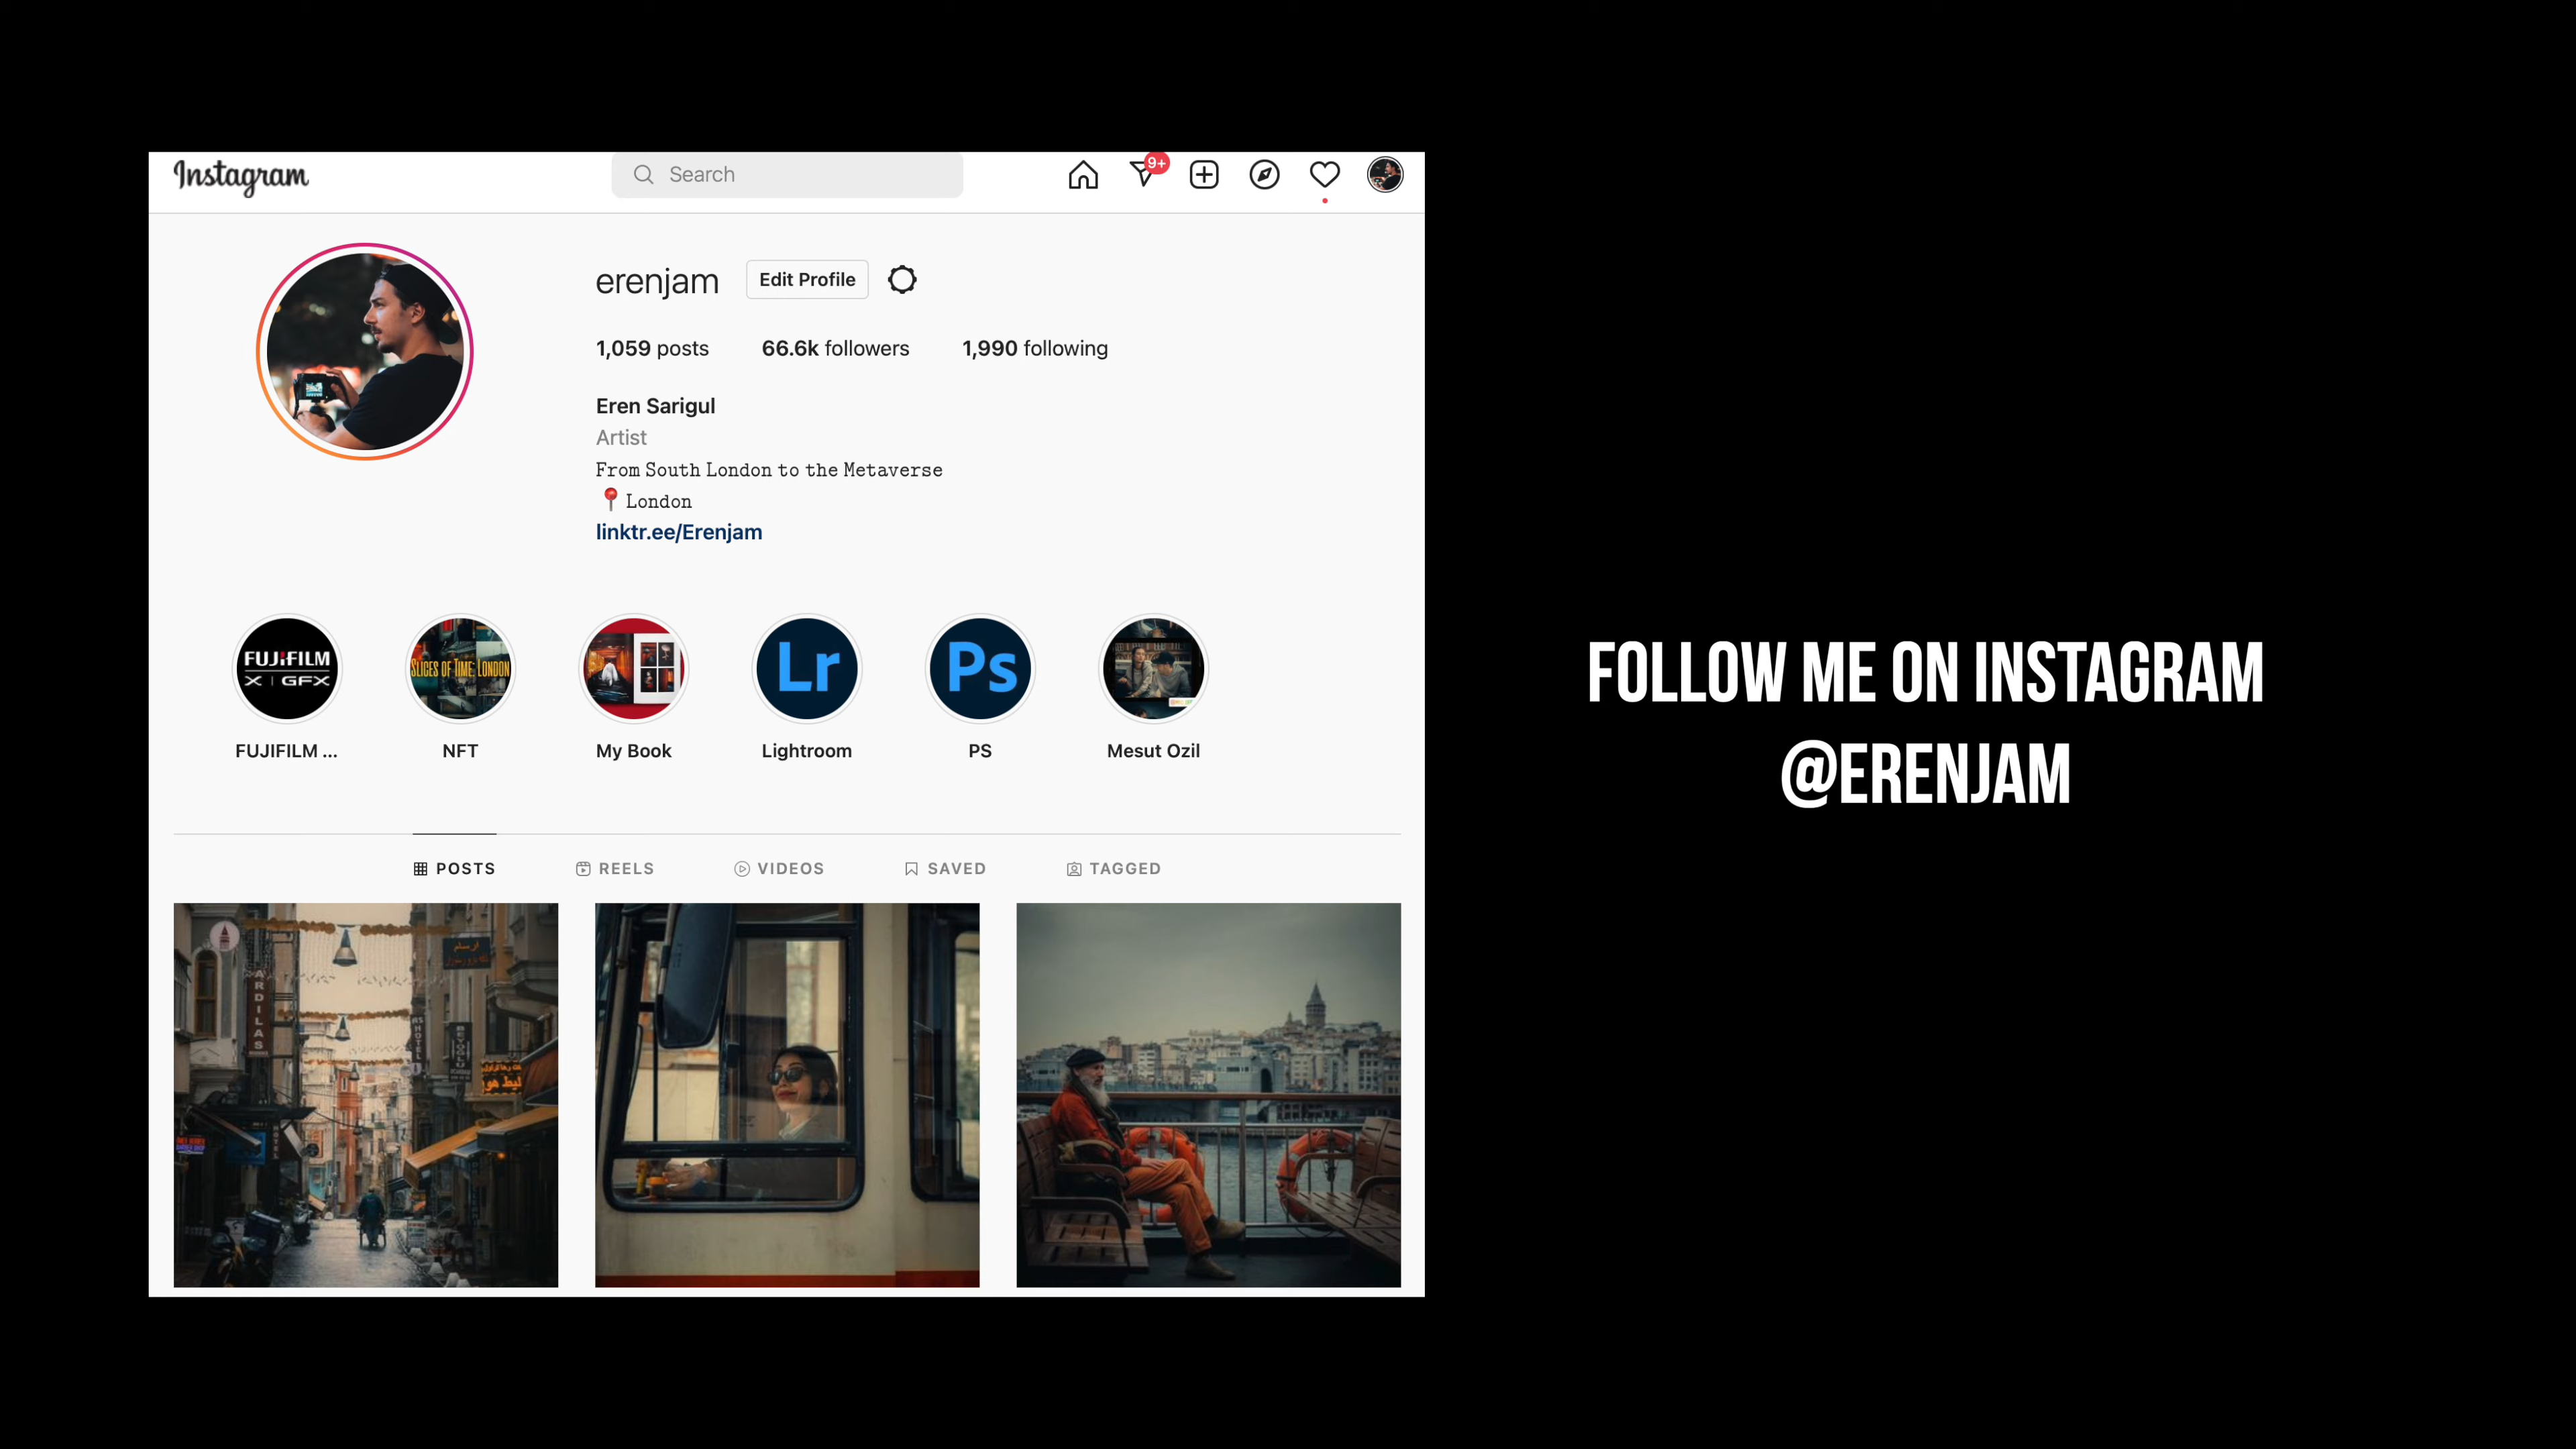 Instagram
Search
9+
erenjam
Edit Profile
1,059 posts
66.6k followers
1,990 following
Eren Sarigul
Artist
From South London to the Metaverse
London
linktr.ee/Erenjam
FUJIFILM
X | GFX
SLICES OF TIME: LONDON
Lr
Ps
FUJIFILM ...
NFT
My Book
Lightroom
PS
Mesut Ozil
POSTS
REELS
VIDEOS
SAVED
TAGGED
ARDILAS
FOLLOW ME ON INSTAGRAM
@ERENJAM